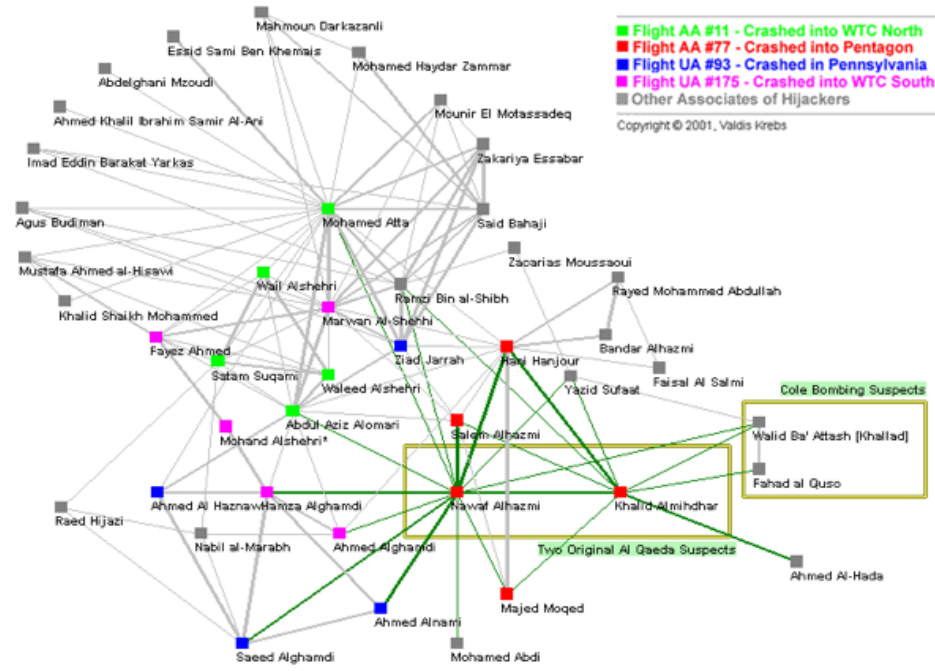 Mahmoun Darkazanli
Essid Sami Ben Khemais
Mohamed Haydar Zammar
Abdelghani Mzoudi
Ahmed Khalil Ibrahim Samir Al-Ani
Mounir El Motassadeq
Imad Eddin Barakat Yarkas
Zakariya Essabar
Flight AA #11 - Crashed into WTC North
Flight AA #77 - Crashed into Pentagon
Flight UA #93 - Crashed in Pennsylvania
Flight UA #175 - Crashed into WTC South
Other Associates of Hijackers
Copyright © 2001, Valdis Krebs
Agus Budiman
Mohamed Atta
Said Bahaji
Mustafa Ahmed al-Hisawi
Zacarias Moussaoui
Wail Alshehri
Ramzi Bin al-Shibh
Rayed Mohammed Abdullah
Khalid Shaikh Mohammed
Marwan Al-Shehhi
Fayez Ahmed
Ziad Jarrah
Hani Hanjour
Bandar Alhazmi
Satam Suqami
Waleed Alshehri
Yazid Sufaat
Faisal Al Salmi
Cole Bombing Suspects
Abdul Aziz Alomari
Salem Alhazmi
Mohand Alshehri*
Walid Ba' Attash [Khallad]
Fahad al Quso
Ahmed Al Haznawi
Hamza Alghamdi
Nawaf Alhazmi
Khalid Almihdhar
Raed Hijazi
Nabil al-Marabh
Ahmed Alghamdi
Two Original Al Qaeda Suspects
Ahmed Al-Hada
Majed Moqed
Ahmed Alnami
Saeed Alghamdi
Mohamed Abdi